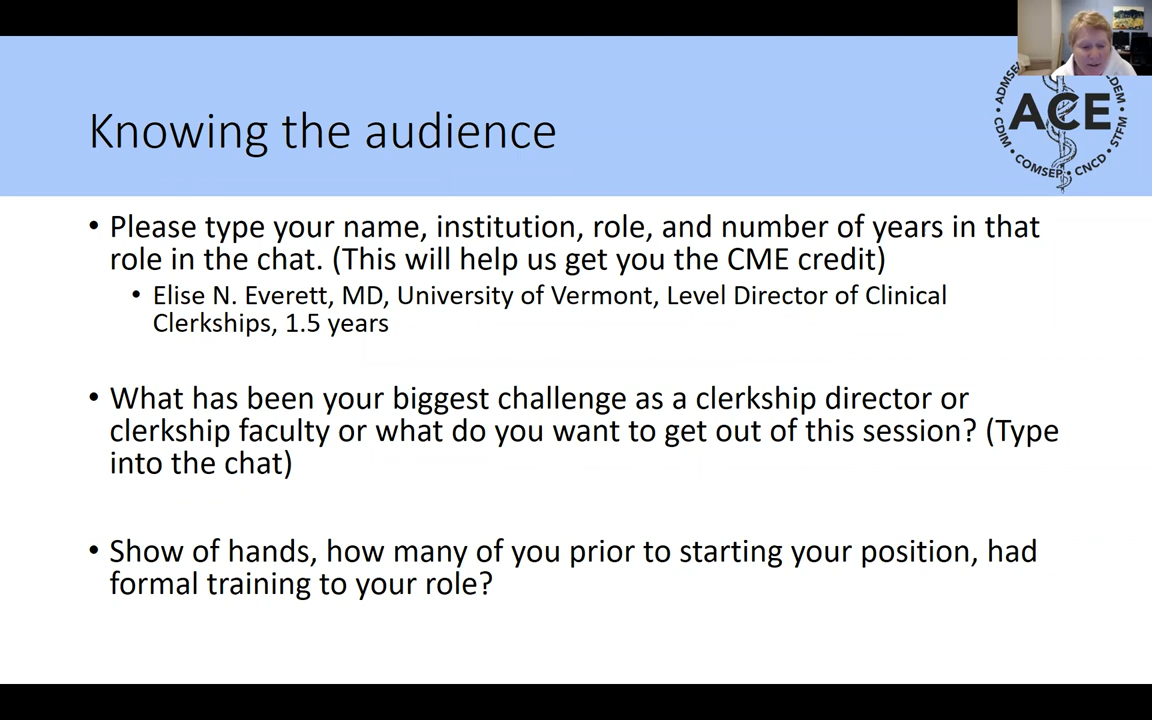 Knowing the audience
ACE
ADMSE
CDIM • COMSEP • CNCD • STFM
DEM
• Please type your name, institution, role, and number of years in that
role in the chat. (This will help us get you the CME credit)
• Elise N. Everett, MD, University of Vermont, Level Director of Clinical
Clerkships, 1.5 years
• What has been your biggest challenge as a clerkship director or
clerkship faculty or what do you want to get out of this session? (Type
into the chat)
• Show of hands, how many of you prior to starting your position, had
formal training to your role?